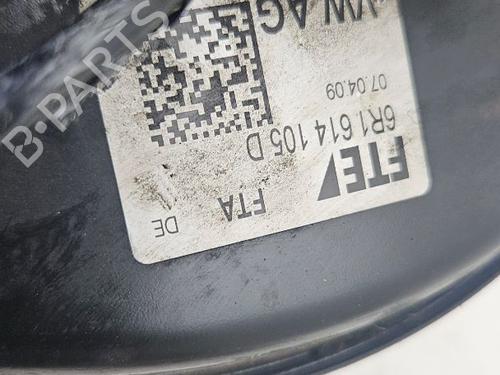 VW AG
07.04.09
6R1 614 105 D
FTE
FTA
DE
B-PARTS